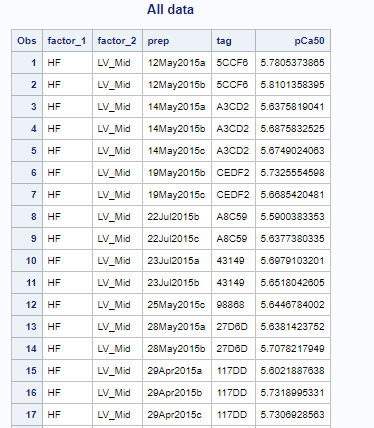 All data
Obs factor_1 factor_2 prep tag pCa50
1 HF LV_Mid 12May2015a 5CCF6 5.7805373865
2 HF LV_Mid 12May2015b 5CCF6 5.8101358395
3 HF LV_Mid 14May2015a A3CD2 5.6375819041
4 HF LV_Mid 14May2015b A3CD2 5.6875832525
5 HF LV_Mid 14May2015c A3CD2 5.6749024063
6 HF LV_Mid 19May2015b CEDF2 5.7325554598
7 HF LV_Mid 19May2015c CEDF2 5.6685420481
8 HF LV_Mid 22Jul2015b A8C59 5.5900383353
9 HF LV_Mid 22Jul2015c A8C59 5.6377380335
10 HF LV_Mid 23Jul2015a 43149 5.6979103201
11 HF LV_Mid 23Jul2015b 43149 5.6518042605
12 HF LV_Mid 25May2015c 98868 5.6446784002
13 HF LV_Mid 28May2015a 27D6D 5.6381423752
14 HF LV_Mid 28May2015b 27D6D 5.7078217949
15 HF LV_Mid 29Apr2015a 117DD 5.6021887638
16 HF LV_Mid 29Apr2015b 117DD 5.7318995331
17 HF LV_Mid 29Apr2015c 117DD 5.7306928563